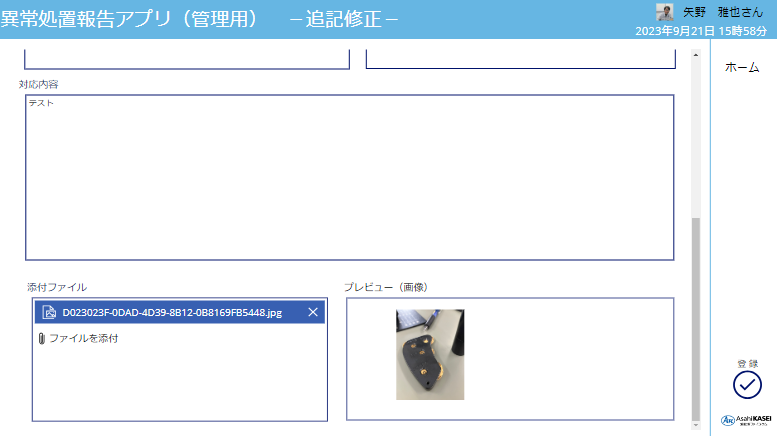 異常処置報告アプリ（管理用）　－追記修正－
矢野　雅也さん
2023年9月21日 15時58分
ホーム
対応内容
テスト
添付ファイル
D023023F-0DAD-4D39-8B12-0B8169FB5448.jpg
ファイルを添付
プレビュー（画像）
登録
AsahiKASEI